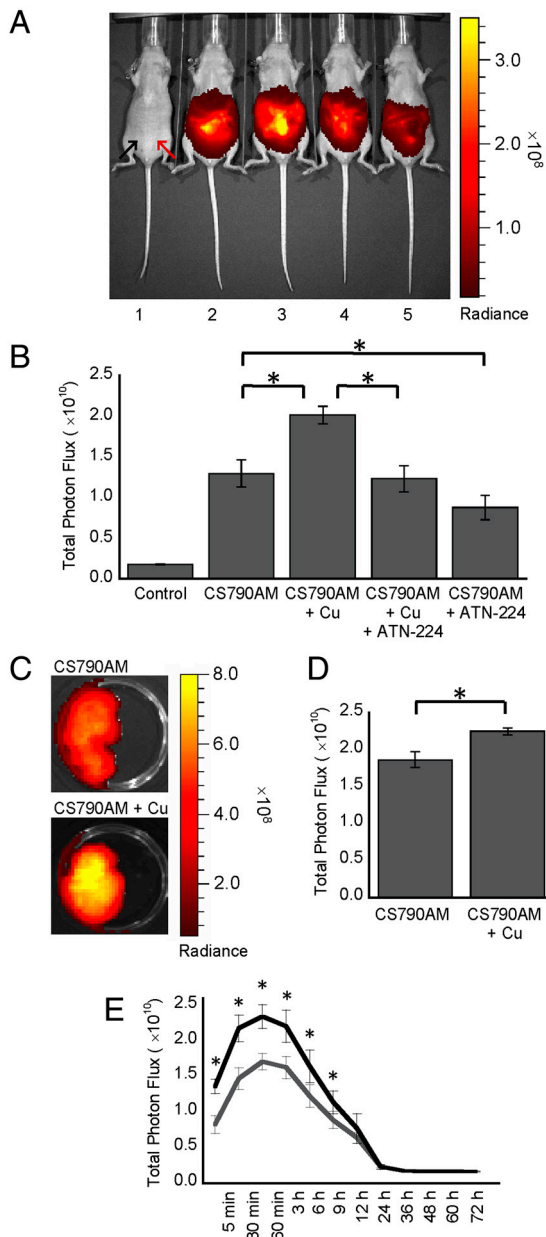 A
3.0
2.0
1.0
×10⁸
Radiance
1 2 3 4 5
B
Total Photon Flux ( ×10¹⁰)
2.5
2.0
1.5
1.0
0.5
0.0
* * *
Control
CS790AM
CS790AM + Cu
CS790AM + Cu + ATN-224
CS790AM + ATN-224
C
CS790AM
CS790AM + Cu
8.0
6.0
4.0
2.0
×10⁸
Radiance
D
Total Photon Flux ( ×10¹⁰)
2.5
2.0
1.5
1.0
0.5
0.0
*
CS790AM
CS790AM + Cu
E
Total Photon Flux ( ×10¹⁰)
2.5
2.0
1.5
1.0
0.5
0.0
* * * * * *
5 min
30 min
60 min
3 h
6 h
9 h
12 h
24 h
36 h
48 h
60 h
72 h